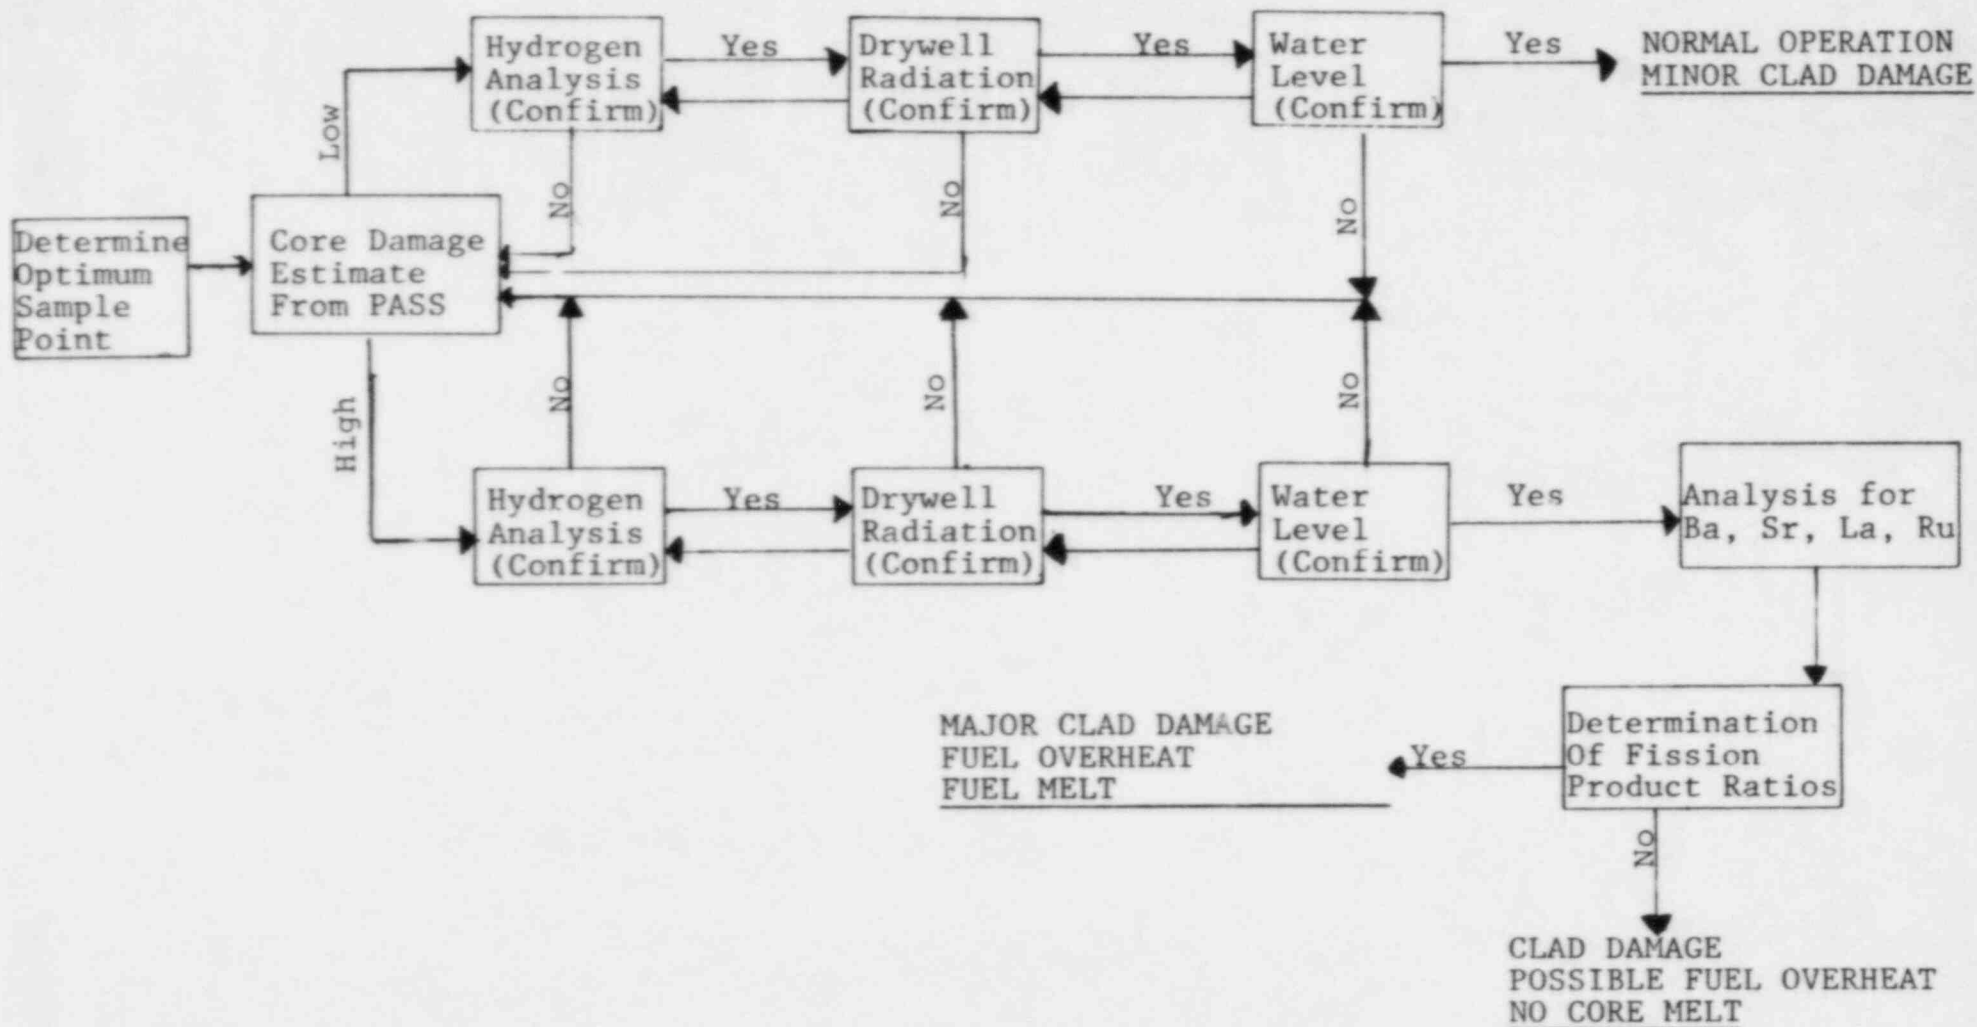 Hydrogen
Analysis
(Confirm)
Yes
Drywell
Radiation
(Confirm)
Yes
Water
Level
(Confirm)
Yes
NORMAL OPERATION
MINOR CLAD DAMAGE
Low
No
No
No
Determine
Optimum
Sample
Point
Core Damage
Estimate
From PASS
High
No
No
No
Hydrogen
Analysis
(Confirm)
Yes
Drywell
Radiation
(Confirm)
Yes
Water
Level
(Confirm)
Yes
Analysis for
Ba, Sr, La, Ru
Determination
Of Fission
Product Ratios
Yes
MAJOR CLAD DAMAGE
FUEL OVERHEAT
FUEL MELT
No
CLAD DAMAGE
POSSIBLE FUEL OVERHEAT
NO CORE MELT